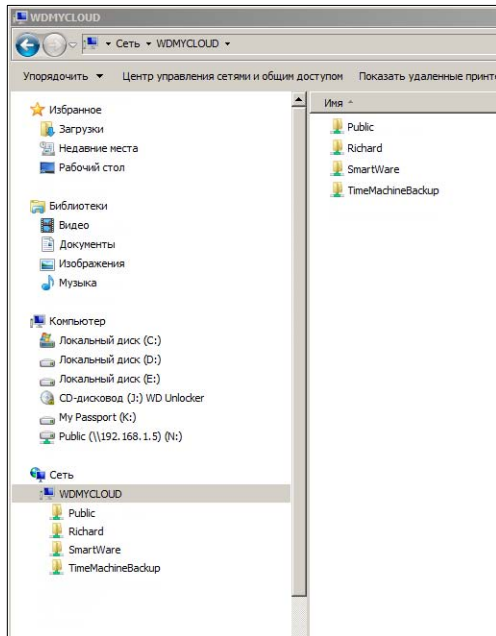 WDMYCLOUD
Сеть WDMYCLOUD
Упорядочить Центр управления сетями и общим доступом Показать удаленные принт
Избранное
Загрузки
Недавние места
Рабочий стол
Библиотеки
Видео
Документы
Изображения
Музыка
Компьютер
Локальный диск (C:)
Локальный диск (D:)
Локальный диск (E:)
CD-дисковод (J:) WD Unlocker
My Passport (K:)
Public (\\192.168.1.5) (N:)
Сеть
WDMYCLOUD
Public
Richard
SmartWare
TimeMachineBackup
Имя
Public
Richard
SmartWare
TimeMachineBackup